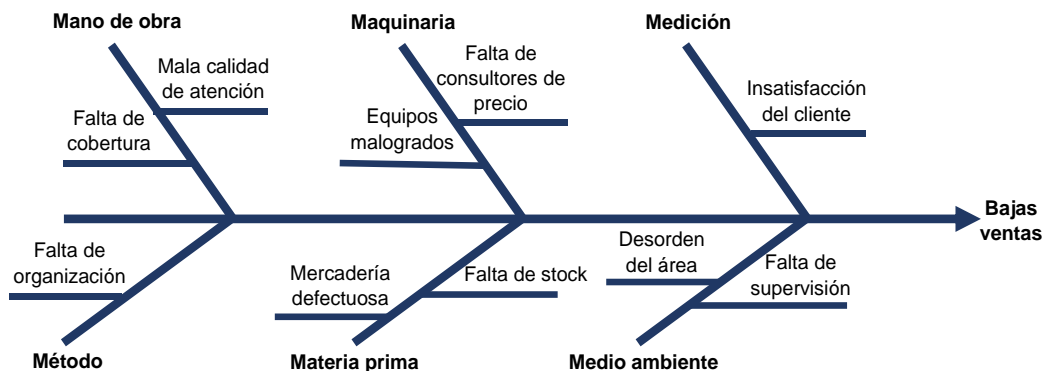 Mano de obra
Maquinaria
Medición
Mala calidad
de atención
Falta de
cobertura
Falta de
consultores de
precio
Equipos
malogrados
Insatisfacción
del cliente
Bajas
ventas
Falta de
organización
Mercadería
defectuosa
Falta de stock
Desorden
del área
Falta de
supervisión
Método
Materia prima
Medio ambiente